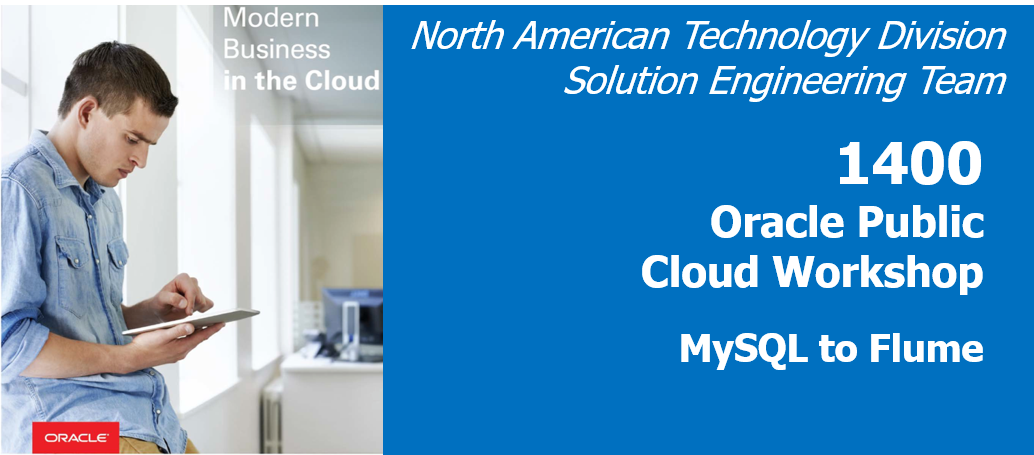 Modern
Business
in the Cloud
North American Technology Division
Solution Engineering Team
1400
Oracle Public
Cloud Workshop
MySQL to Flume
ORACLE